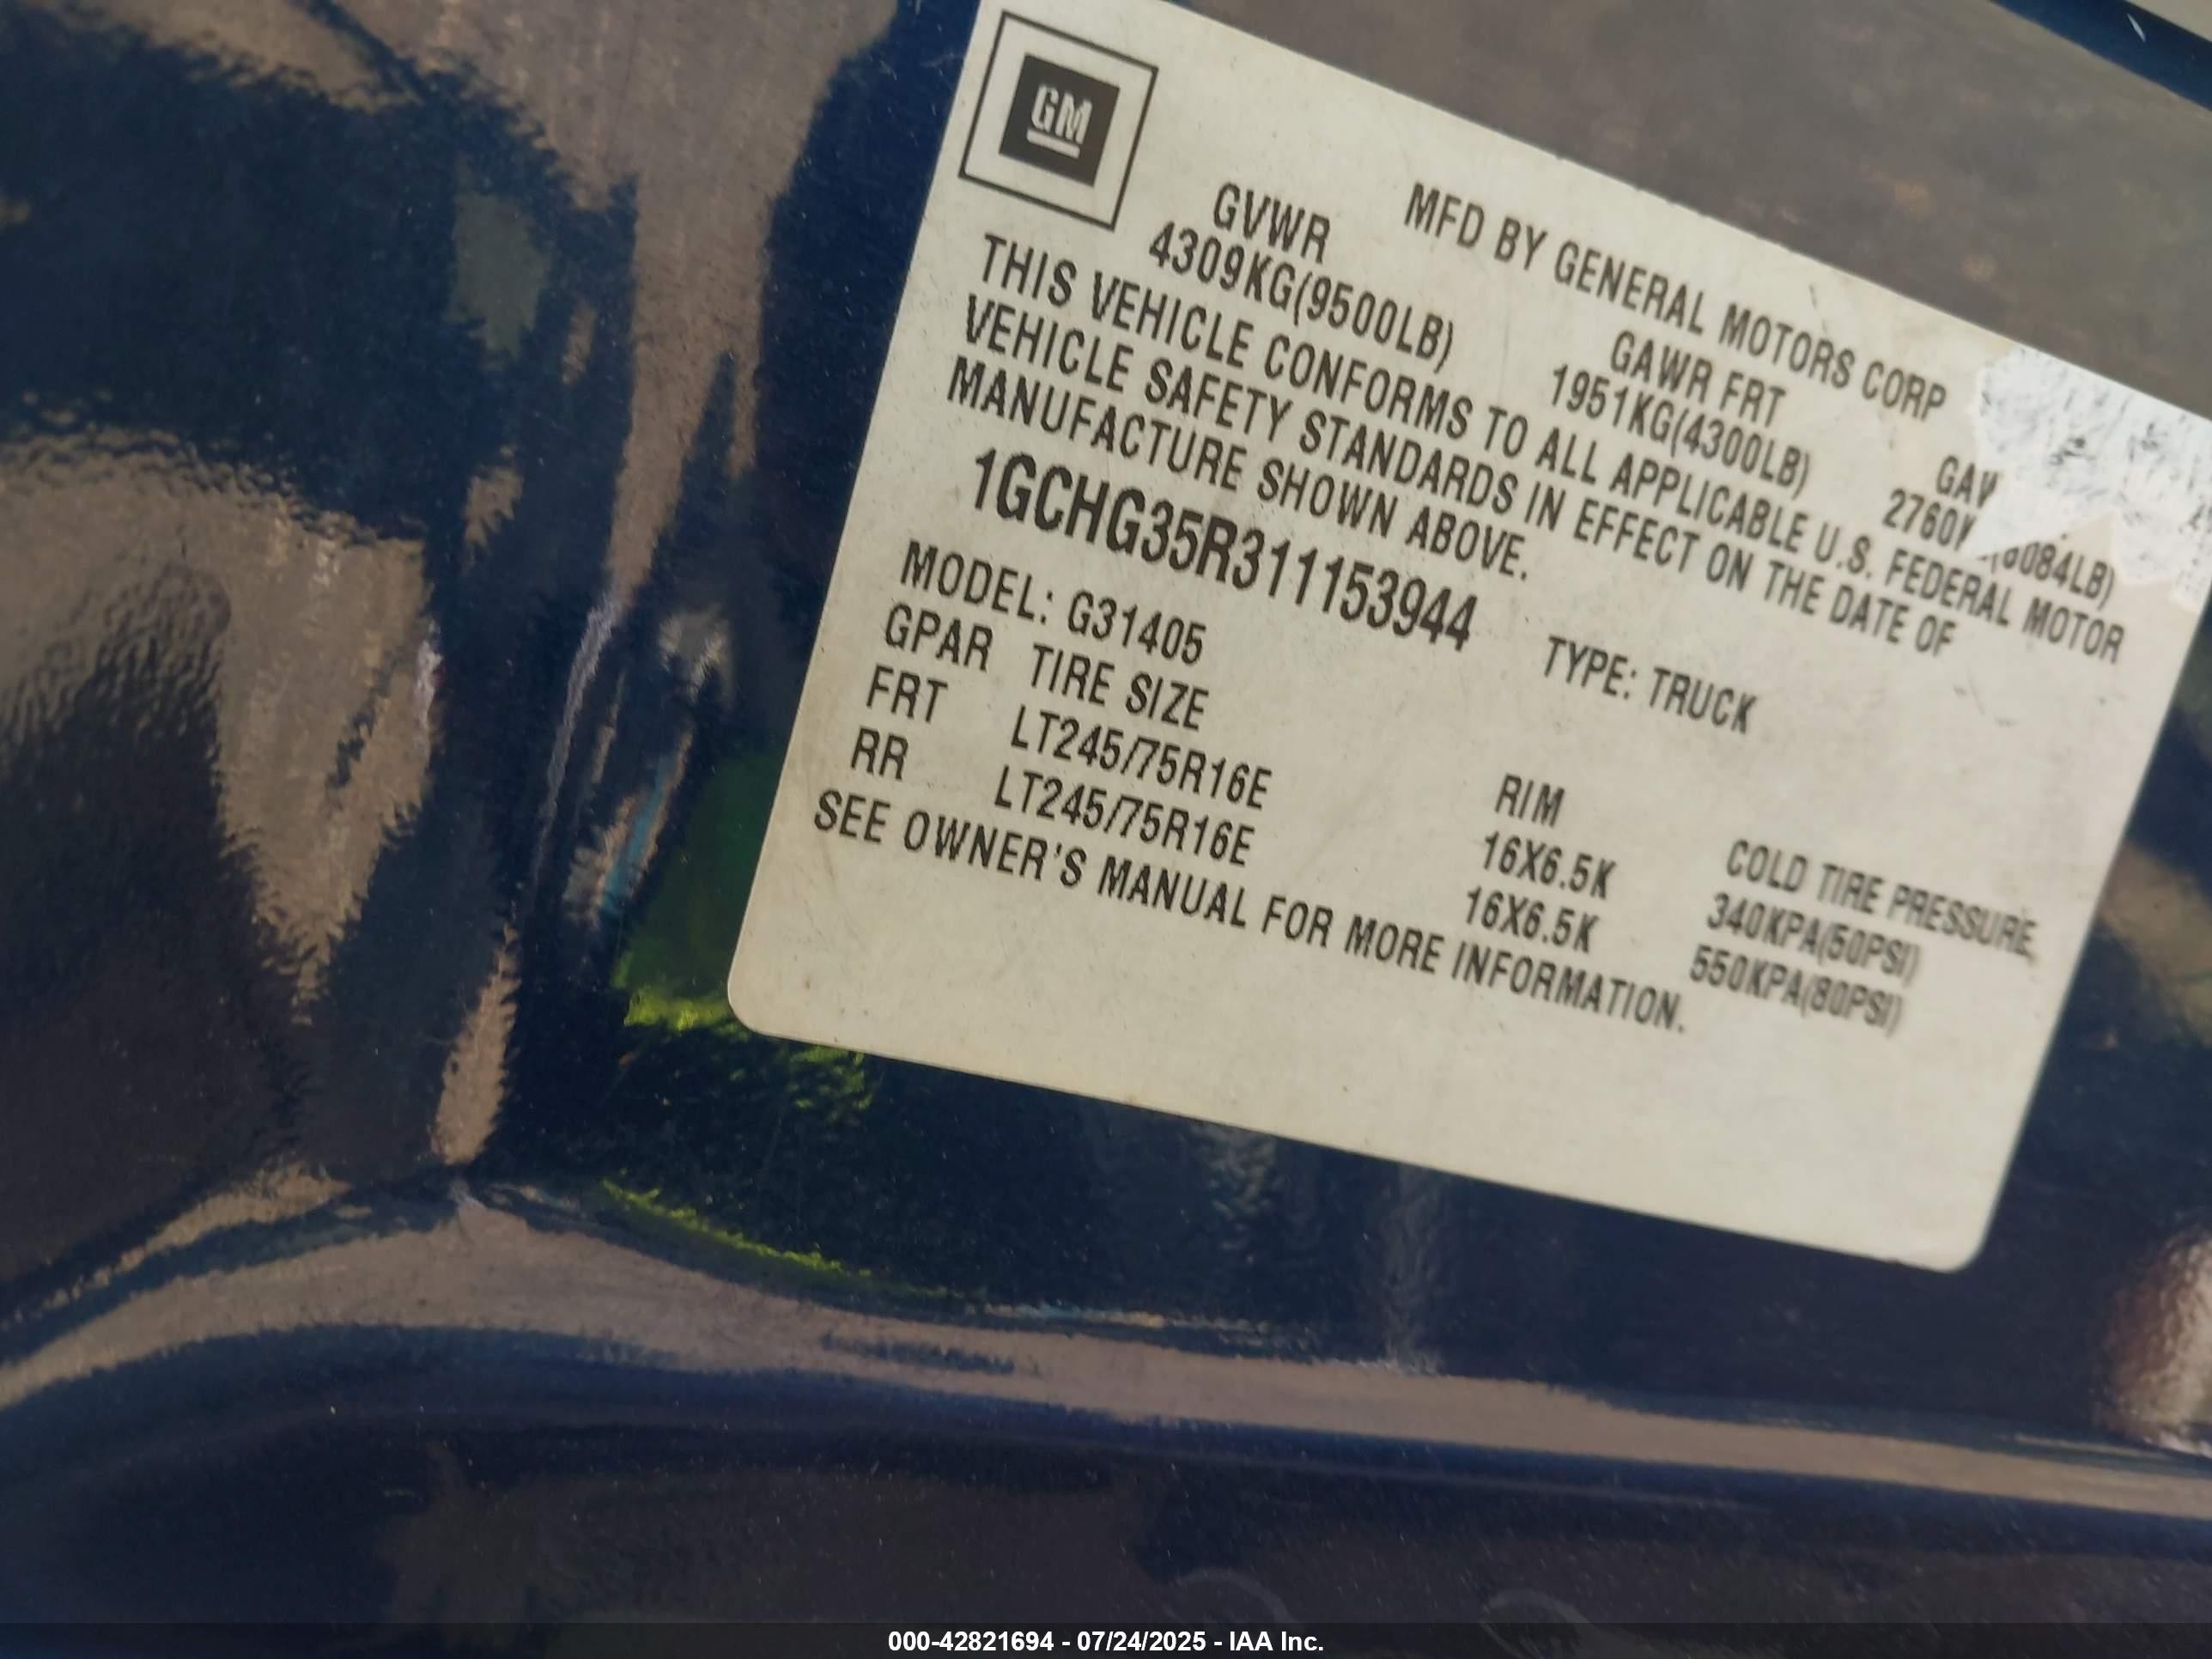 GM
MFD BY GENERAL MOTORS CORP
GVWR GAWR FRT
4309KG(9500LB) 1951KG(4300LB)
THIS VEHICLE CONFORMS TO ALL APPLICABLE U.S. FEDERAL MOTOR
VEHICLE SAFETY STANDARDS IN EFFECT ON THE DATE OF
MANUFACTURE SHOWN ABOVE.
1GCHG35R311153944 TYPE: TRUCK
MODEL: G31405
GPAR TIRE SIZE RIM COLD TIRE PRESSURE
FRT LT245/75R16E 16X6.5K 340KPA(50PSI)
RR LT245/75R16E 16X6.5K 550KPA(80PSI)
SEE OWNER'S MANUAL FOR MORE INFORMATION.
000-42821694 - 07/24/2025 - IAA Inc.